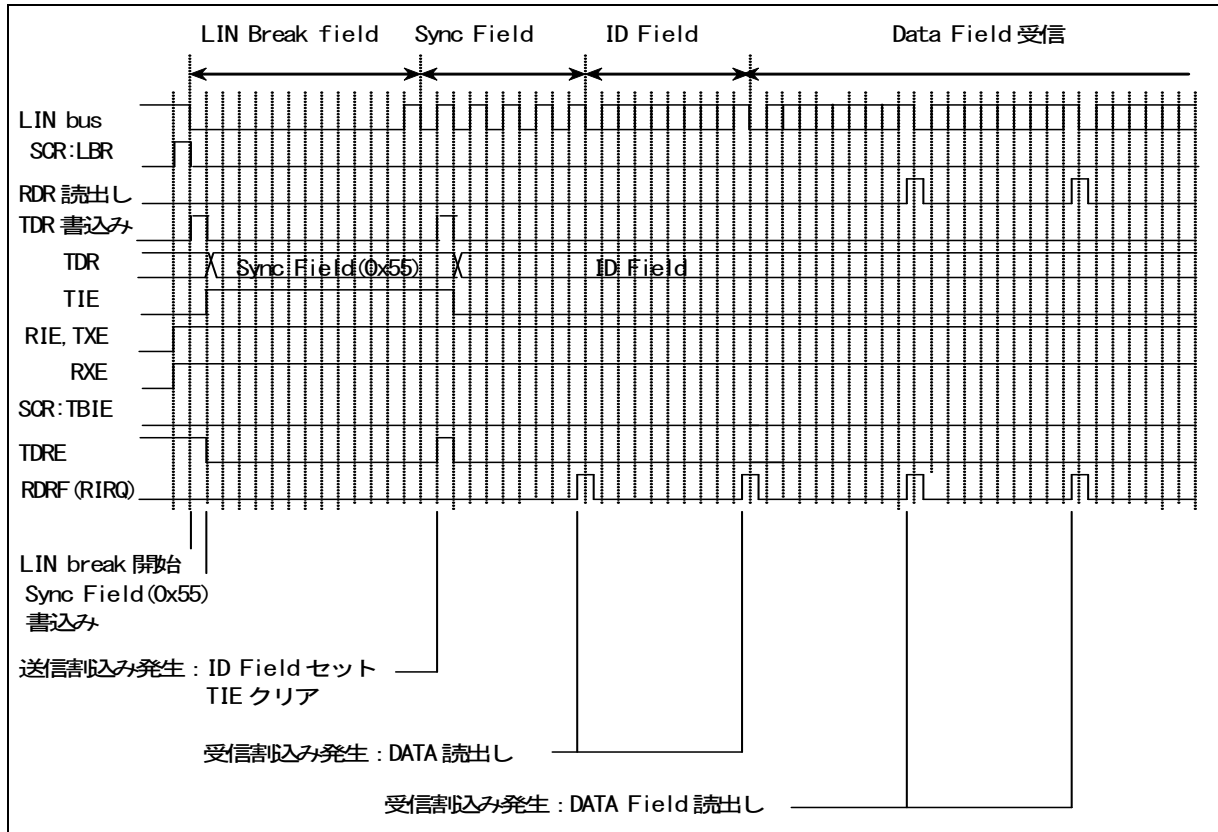 LIN Break field Sync Field ID Field Data Field 受信
LIN bus
SCR:LBR
RDR 読出し
TDR 書込み
TDR Sync Field(0x55) ID Field
TIE
RIE, TXE
RXE
SCR:TBIE
TDRE
RDRF(RIRQ)
LIN break 開始
Sync Field(0x55)
書込み
送信割込み発生:ID Field セット
TIE クリア
受信割込み発生:DATA 読出し
受信割込み発生:DATA Field 読出し